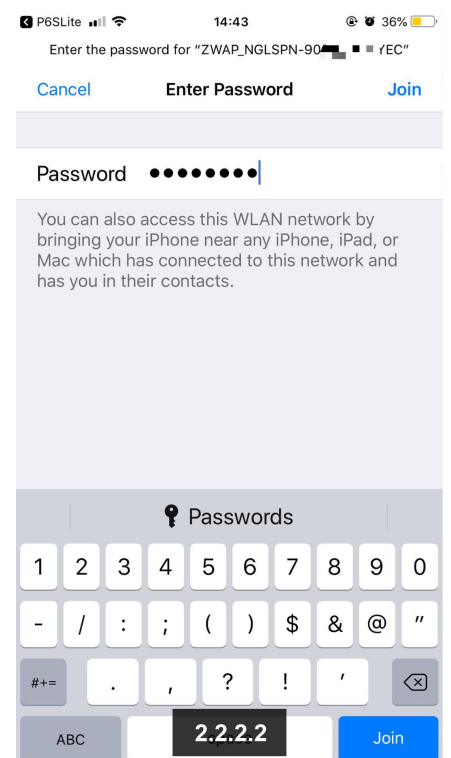 P6SLite 14:43 36%
Enter the password for “ZWAP_NGLSPN-90 YEC”
Cancel Enter Password Join
Password ••••••••
You can also access this WLAN network by
bringing your iPhone near any iPhone, iPad, or
Mac which has connected to this network and
has you in their contacts.
Passwords
1 2 3 4 5 6 7 8 9 0
- / : ; ( ) $ & @ "
#+= . , ? ! '
ABC 2.2.2.2 Join